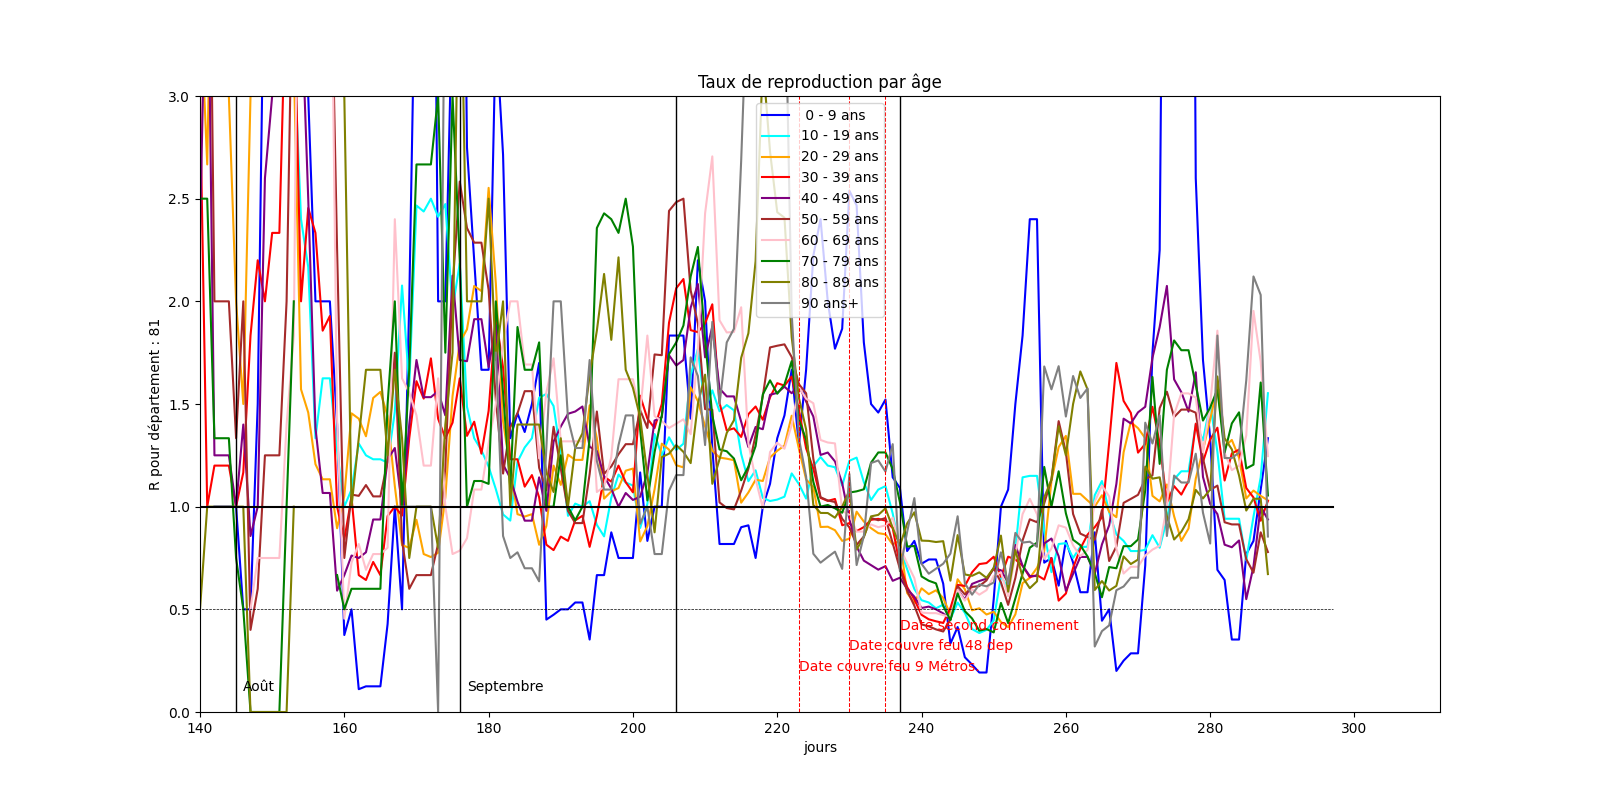 Taux de reproduction par âge
R pour département : 81
3.0
2.5
2.0
1.5
1.0
0.5
0.0
0 - 9 ans
10 - 19 ans
20 - 29 ans
30 - 39 ans
40 - 49 ans
50 - 59 ans
60 - 69 ans
70 - 79 ans
80 - 89 ans
90 ans+
Date second confinement
Date couvre feu 48 dep
Date couvre feu 9 Métros
Août
Septembre
140 160 180 200 220 240 260 280 300
jours